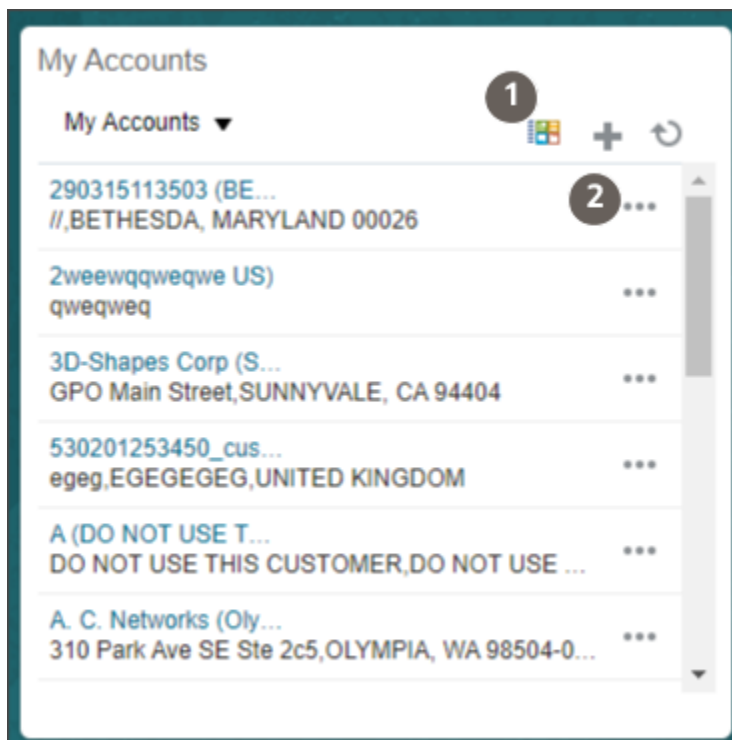 My Accounts
My Accounts
1
290315113503 (BE...
2
//,BETHESDA, MARYLAND 00026
2weewqqweqwe US)
qweqweq
3D-Shapes Corp (S...
GPO Main Street,SUNNYVALE, CA 94404
530201253450_cus...
egeg,EGEGEGEG,UNITED KINGDOM
A (DO NOT USE T...
DO NOT USE THIS CUSTOMER,DO NOT USE ...
A. C. Networks (Oly...
310 Park Ave SE Ste 2c5,OLYMPIA, WA 98504-0...